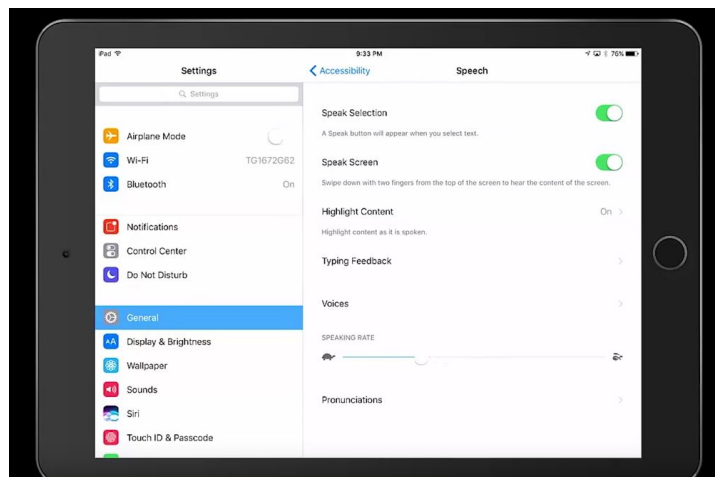 iPad
9:33 PM
76%
Settings
Accessibility
Speech
Settings
Airplane Mode
Wi-Fi
TG1672G62
Bluetooth
On
Notifications
Control Center
Do Not Disturb
General
Display & Brightness
Wallpaper
Sounds
Siri
Touch ID & Passcode
Speak Selection
A Speak button will appear when you select text.
Speak Screen
Swipe down with two fingers from the top of the screen to hear the content of the screen.
Highlight Content
On
Highlight content as it is spoken.
Typing Feedback
Voices
SPEAKING RATE
Pronunciations